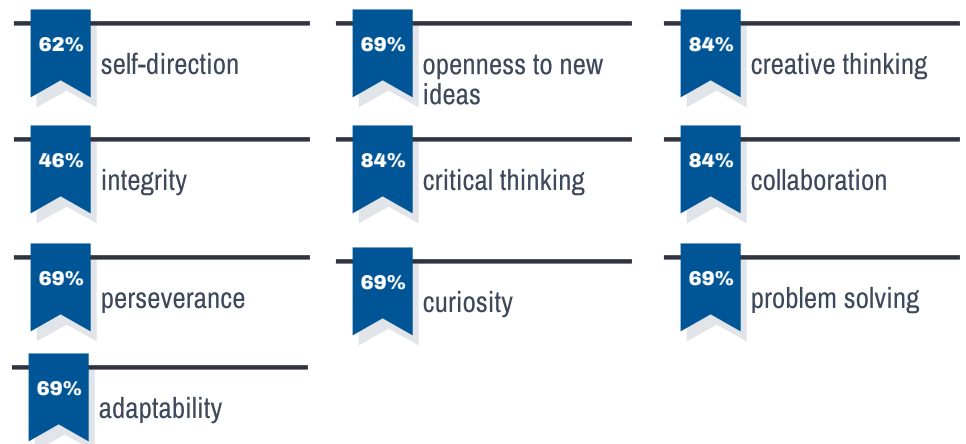 62%
self-direction
69%
openness to new
ideas
84%
creative thinking
46%
integrity
84%
critical thinking
84%
collaboration
69%
perseverance
69%
curiosity
69%
problem solving
69%
adaptability